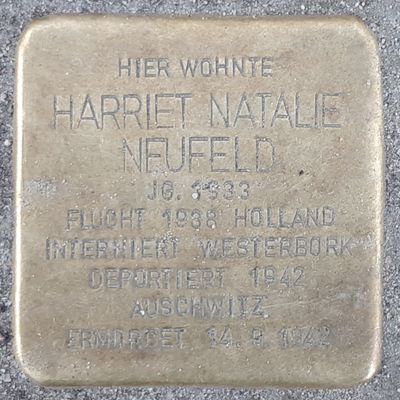 HIER WOHNTE
HARRIET NATALIE
NEUFELD
JG. 1933
FLUCHT 1938 HOLLAND
INTERNIERT WESTERBORK
DEPORTIERT 1942
AUSCHWITZ
ERMORDET 14.9.1942